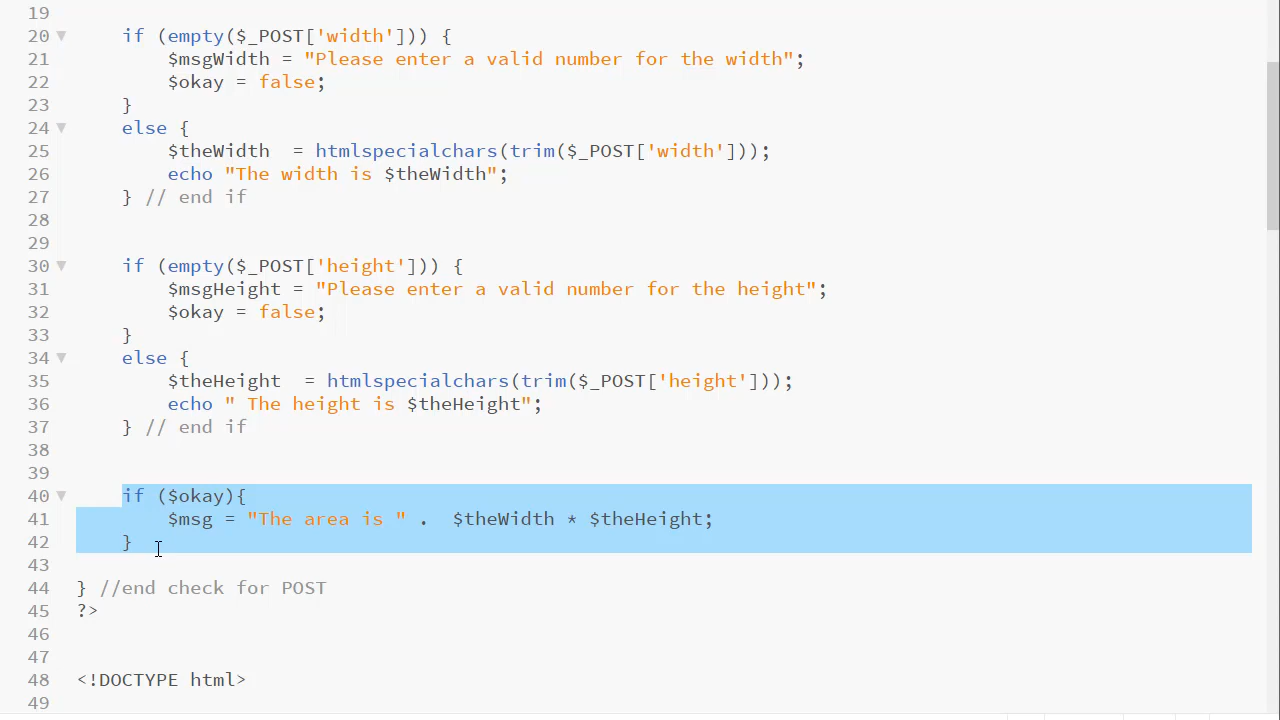 19
20 if (empty($_POST['width'])) {
21 $msgWidth = "Please enter a valid number for the width";
22 $okay = false;
23 }
24 else {
25 $theWidth  = htmlspecialchars(trim($_POST['width']));
26 echo "The width is $theWidth";
27 } // end if
28
29
30 if (empty($_POST['height'])) {
31 $msgHeight = "Please enter a valid number for the height";
32 $okay = false;
33 }
34 else {
35 $theHeight  = htmlspecialchars(trim($_POST['height']));
36 echo " The height is $theHeight";
37 } // end if
38
39
40 if ($okay){
41 $msg = "The area is " .  $theWidth * $theHeight;
42 }
43
44 } //end check for POST
45 ?>
46
47
48 <!DOCTYPE html>
49